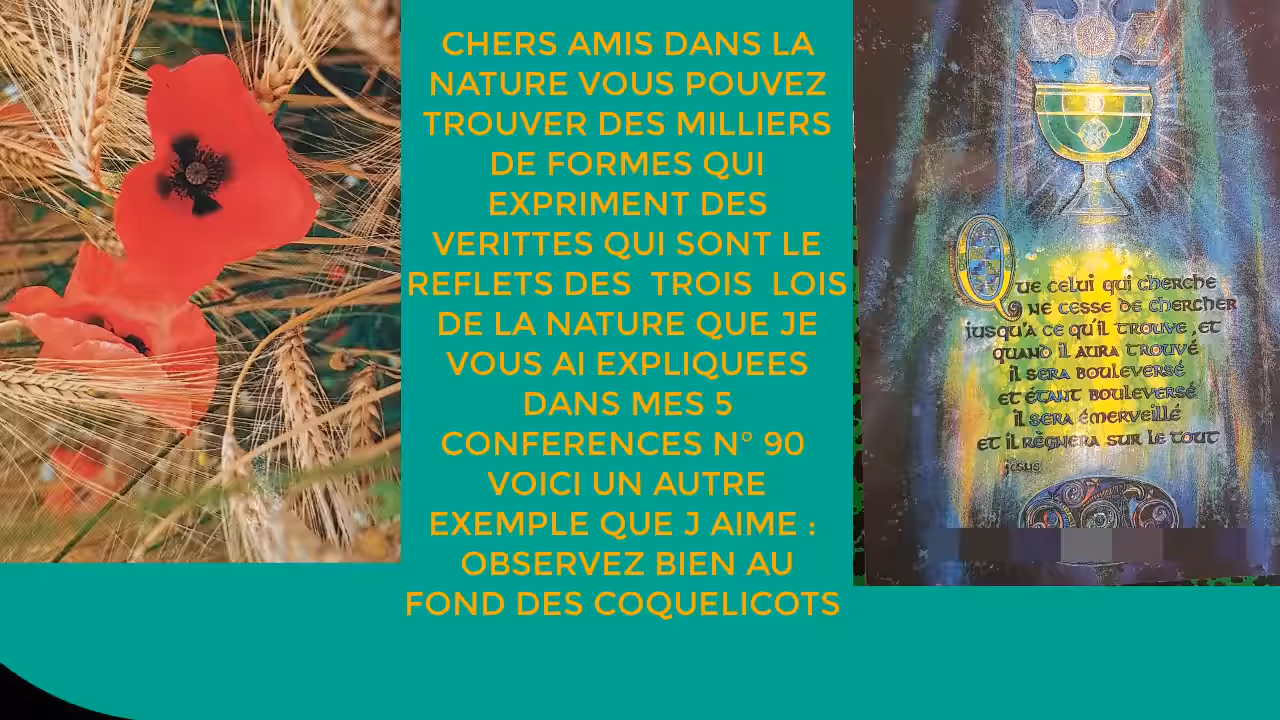 CHERS AMIS DANS LA
NATURE VOUS POUVEZ
TROUVER DES MILLIERS
DE FORMES QUI
EXPRIMENT DES
VERITTES QUI SONT LE
REFLETS DES TROIS LOIS
DE LA NATURE QUE JE
VOUS AI EXPLIQUEES
DANS MES 5
CONFERENCES N° 90
VOICI UN AUTRE
EXEMPLE QUE J AIME :
OBSERVEZ BIEN AU
FOND DES COQUELICOTS
Que celui qui cherche
ne cesse de chercher
jusqu'à ce qu'il trouve, et
quand il aura trouvé
il sera bouleversé
et étant bouleversé
il sera émerveillé
et il règnera sur le tout
jesus